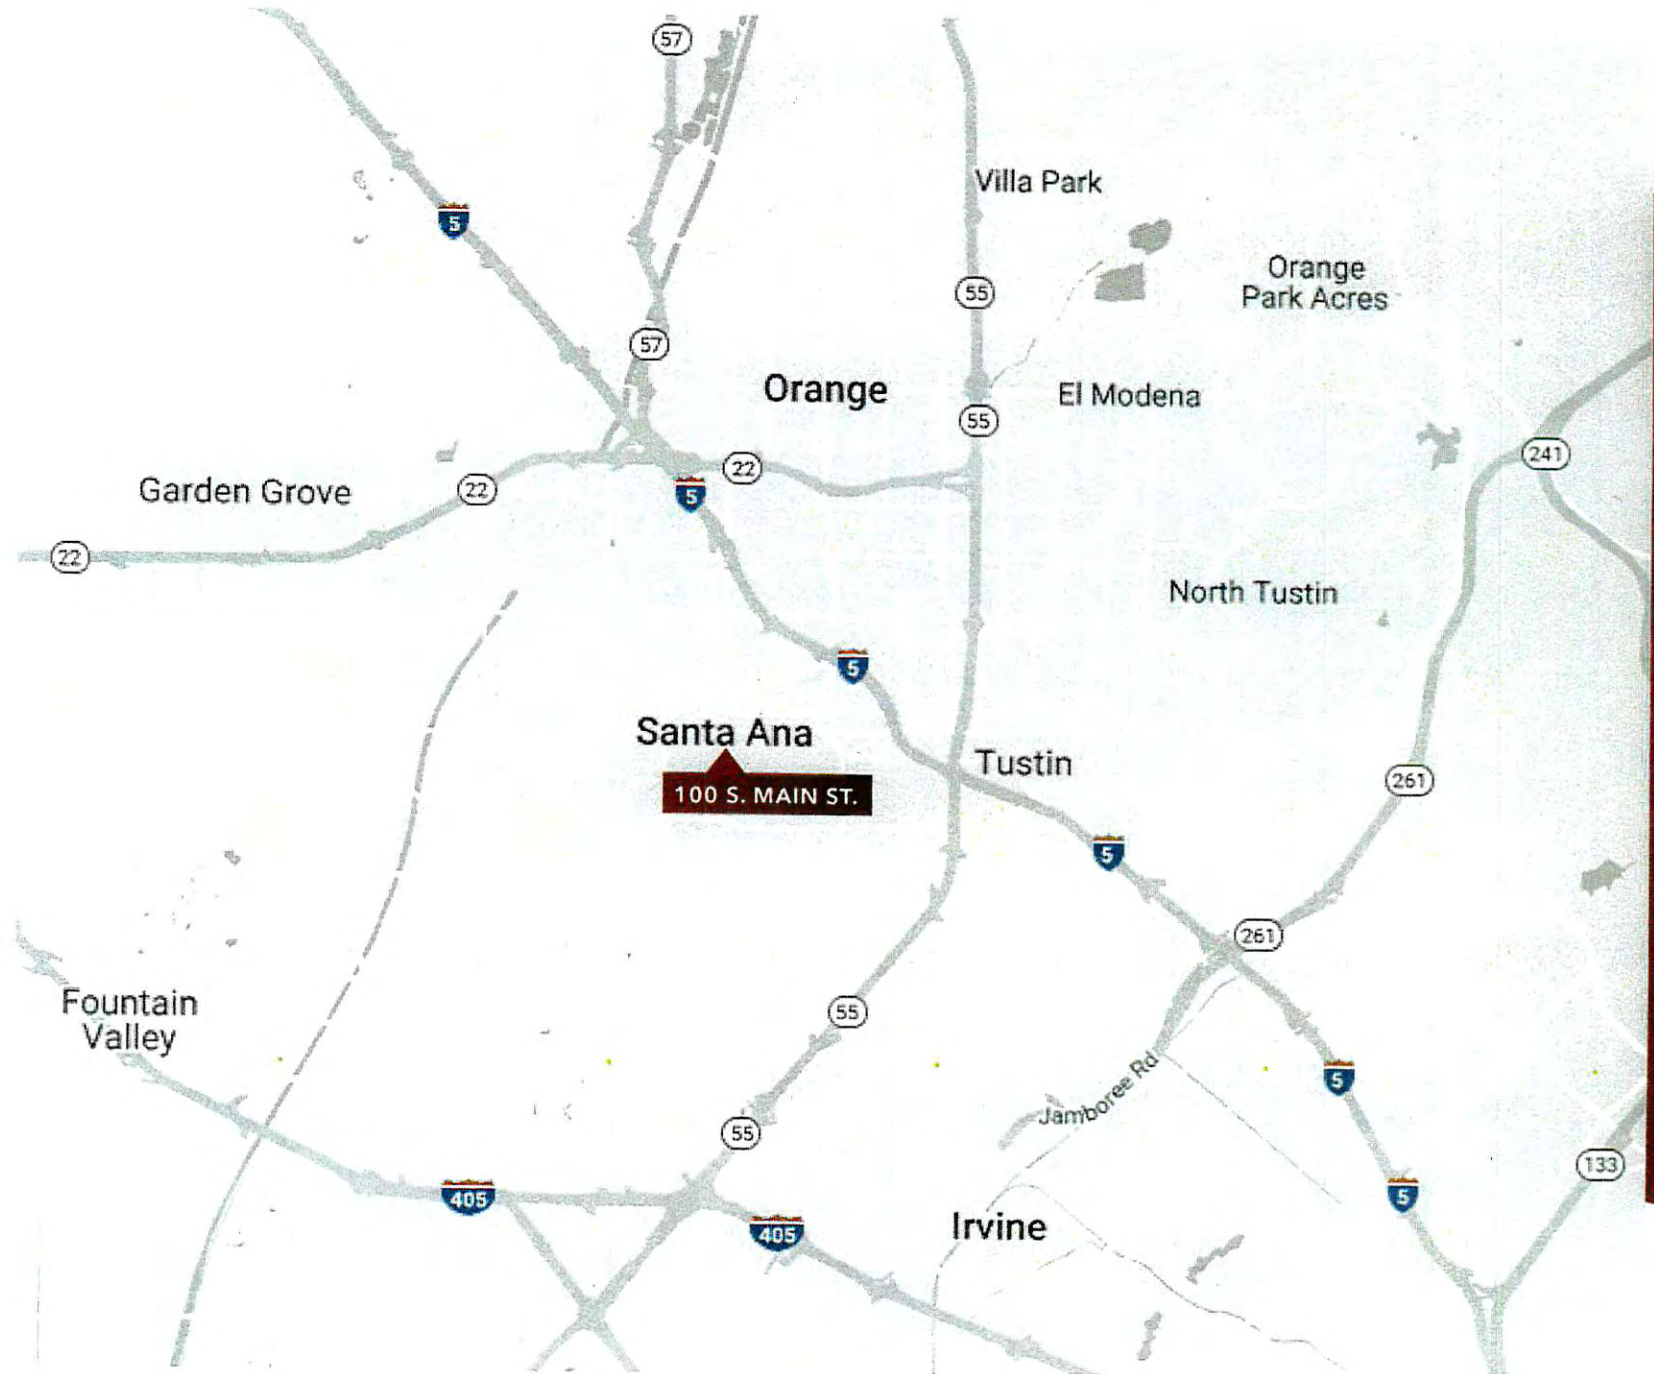 57
Villa Park
5
Orange
Park Acres
55
57
Orange
El Modena
55
241
22
Garden Grove
22
5
22
North Tustin
5
Santa Ana
Tustin
100 S. MAIN ST.
261
5
261
Fountain
Valley
55
Jamboree Rd
5
55
133
405
5
Irvine
405